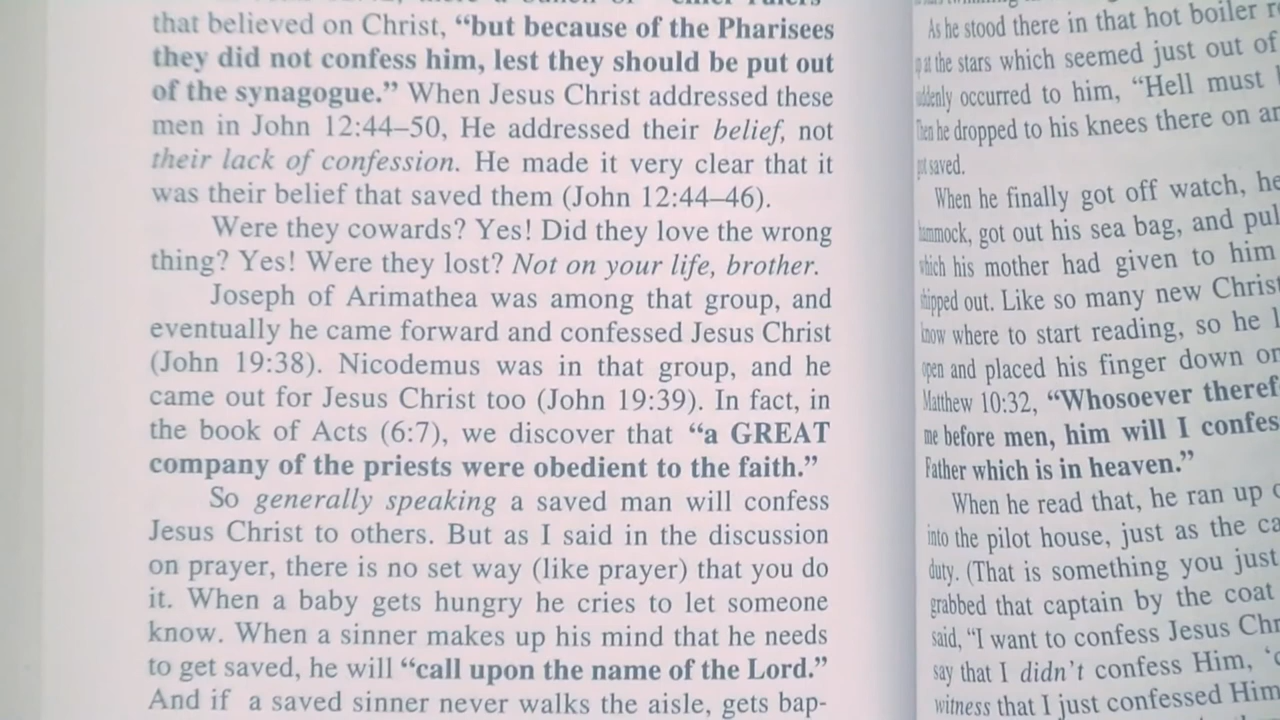 that believed on Christ, “but because of the Pharisees
they did not confess him, lest they should be put out
of the synagogue.” When Jesus Christ addressed these
men in John 12:44–50, He addressed their belief, not
their lack of confession. He made it very clear that it
was their belief that saved them (John 12:44–46).
Were they cowards? Yes! Did they love the wrong
thing? Yes! Were they lost? Not on your life, brother.
Joseph of Arimathea was among that group, and
eventually he came forward and confessed Jesus Christ
(John 19:38). Nicodemus was in that group, and he
came out for Jesus Christ too (John 19:39). In fact, in
the book of Acts (6:7), we discover that “a GREAT
company of the priests were obedient to the faith.”
So generally speaking a saved man will confess
Jesus Christ to others. But as I said in the discussion
on prayer, there is no set way (like prayer) that you do
it. When a baby gets hungry he cries to let someone
know. When a sinner makes up his mind that he needs
to get saved, he will “call upon the name of the Lord.”
And if a saved sinner never walks the aisle, gets bap-
As he stood there in that hot boiler
at the stars which seemed just out of
occurred to him, “Hell must
he dropped to his knees there on
saved.
When he finally got off watch, he
got out his sea bag, and
which his mother had given to him
shipped out. Like so many new
know where to start reading, so he
open and placed his finger down
Matthew 10:32, “Whosoever
me before men, him will I
Father which is in heaven.”
When he read that, he ran up
into the pilot house, just as the
duty. (That is something you just
grabbed that captain by the coat
said, “I want to confess Jesus
say that I didn’t confess Him,
witness that I just confessed Him